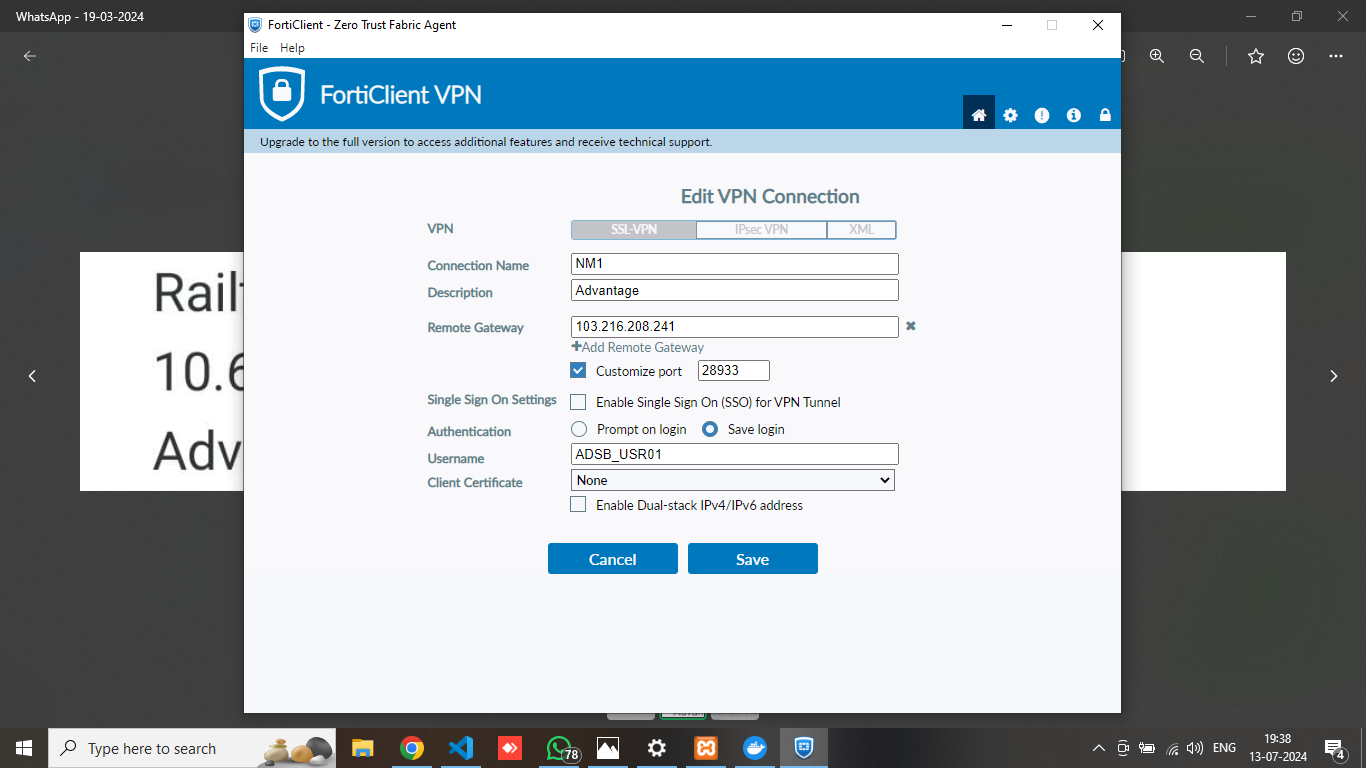 WhatsApp - 19-03-2024
FortiClient - Zero Trust Fabric Agent
File Help
FortiClient VPN
Upgrade to the full version to access additional features and receive technical support.
Edit VPN Connection
VPN SSL-VPN IPsec VPN XML
Connection Name NM1
Description Advantage
Remote Gateway 103.216.208.241
Add Remote Gateway
Customize port 28933
Single Sign On Settings Enable Single Sign On (SSO) for VPN Tunnel
Authentication Prompt on login Save login
Username ADSB_USR01
Client Certificate None
Enable Dual-stack IPv4/IPv6 address
Cancel Save
Type here to search
78
ENG
19:38
13-07-2024
4